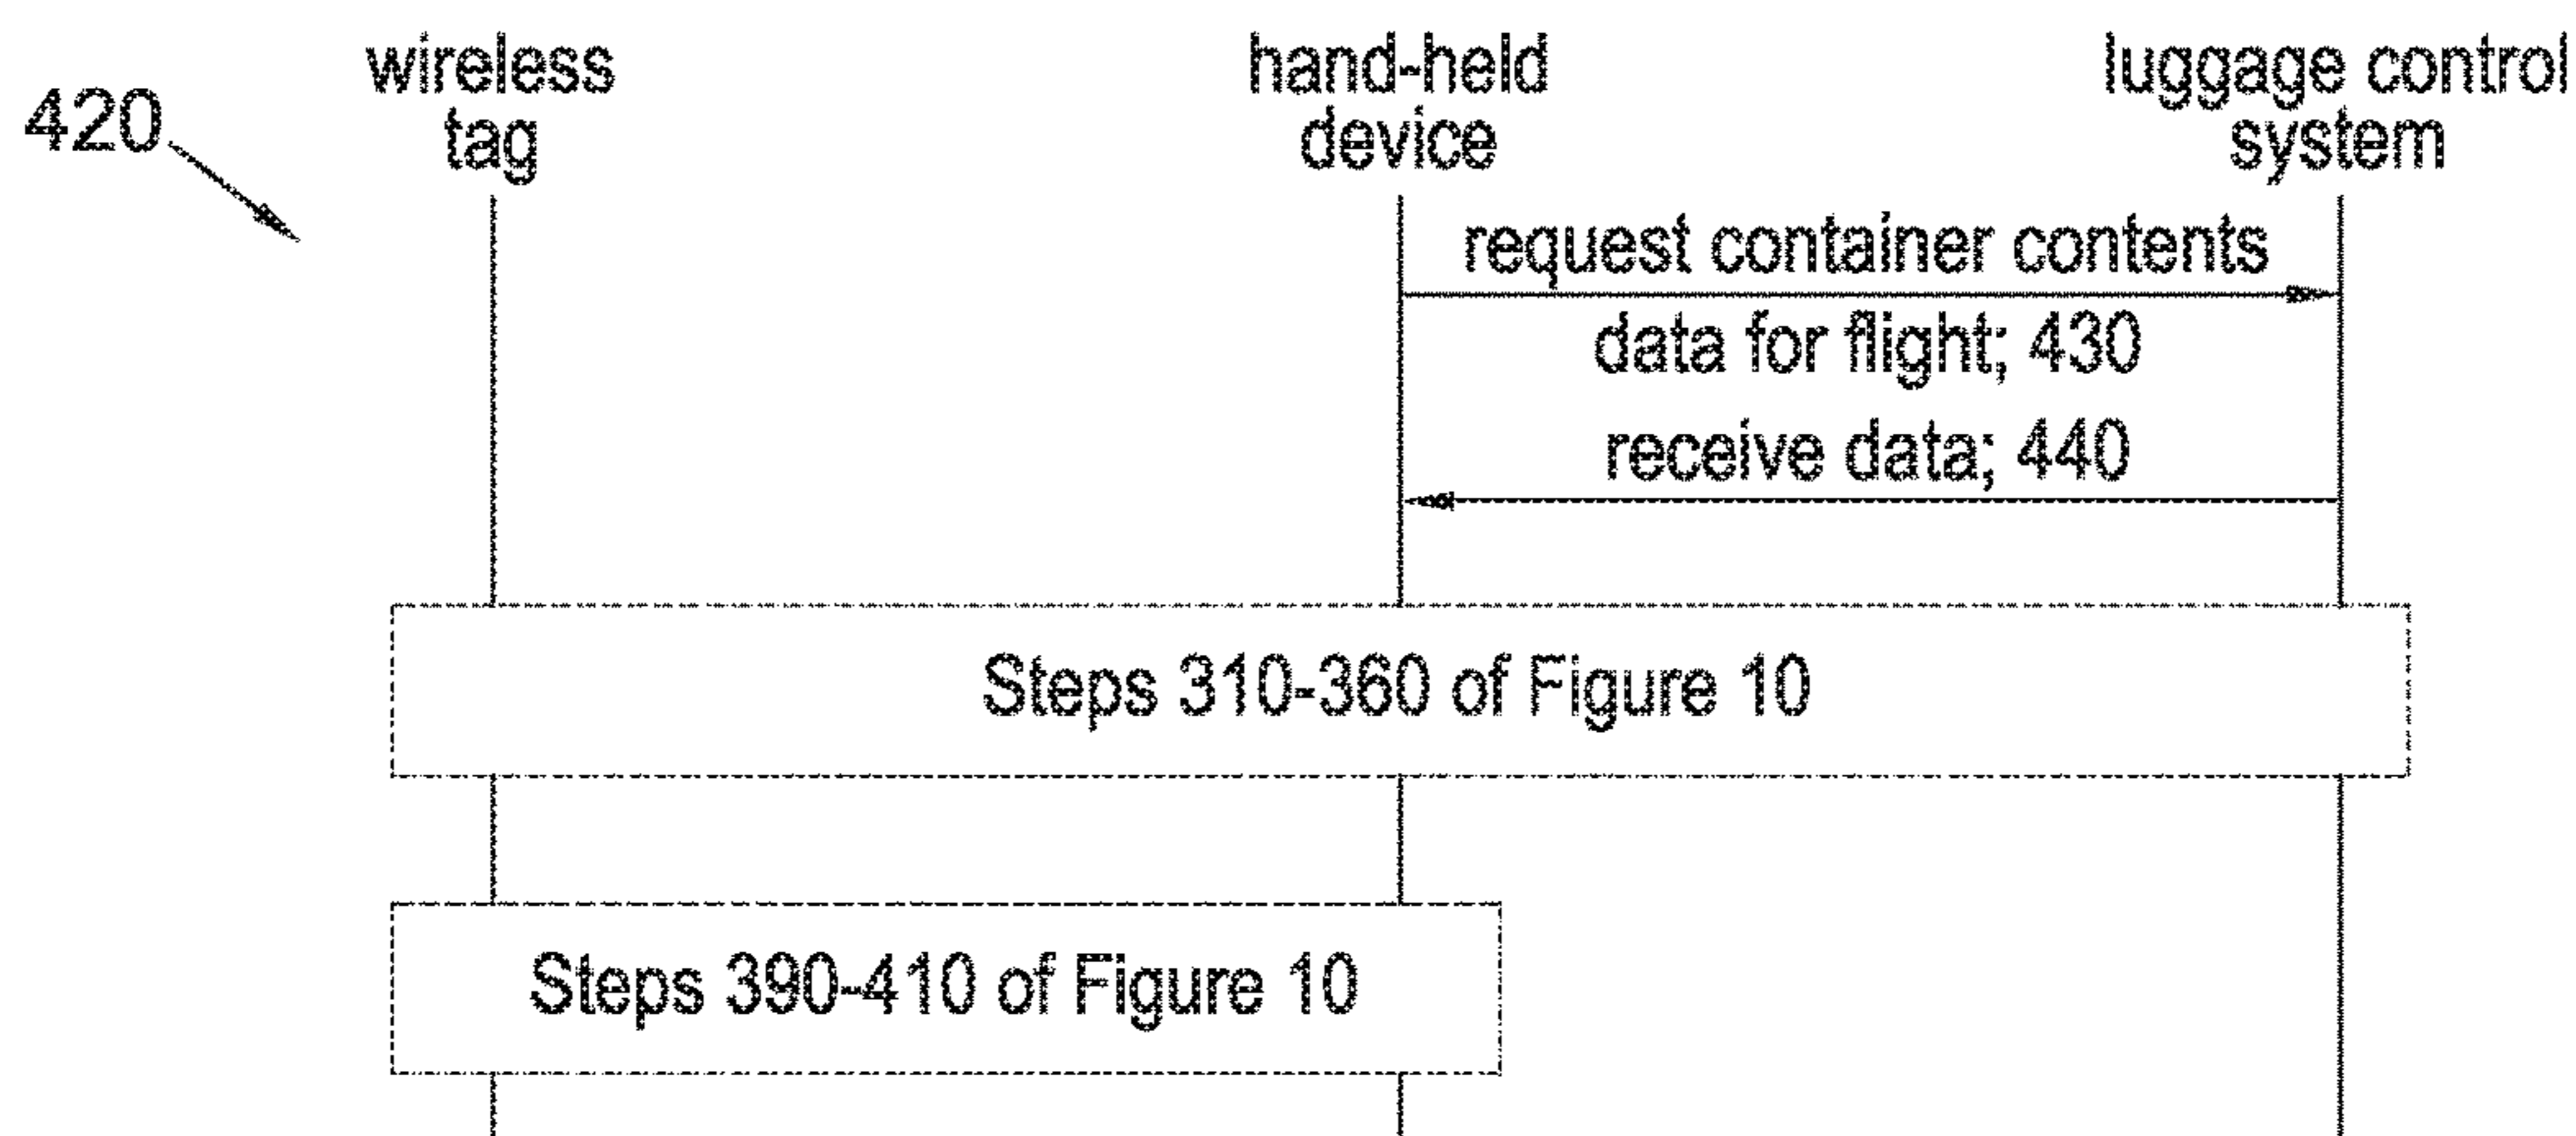 420
wireless
tag
hand-held
device
luggage control
system
request container contents
data for flight; 430
receive data; 440
Steps 310-360 of Figure 10
Steps 390-410 of Figure 10